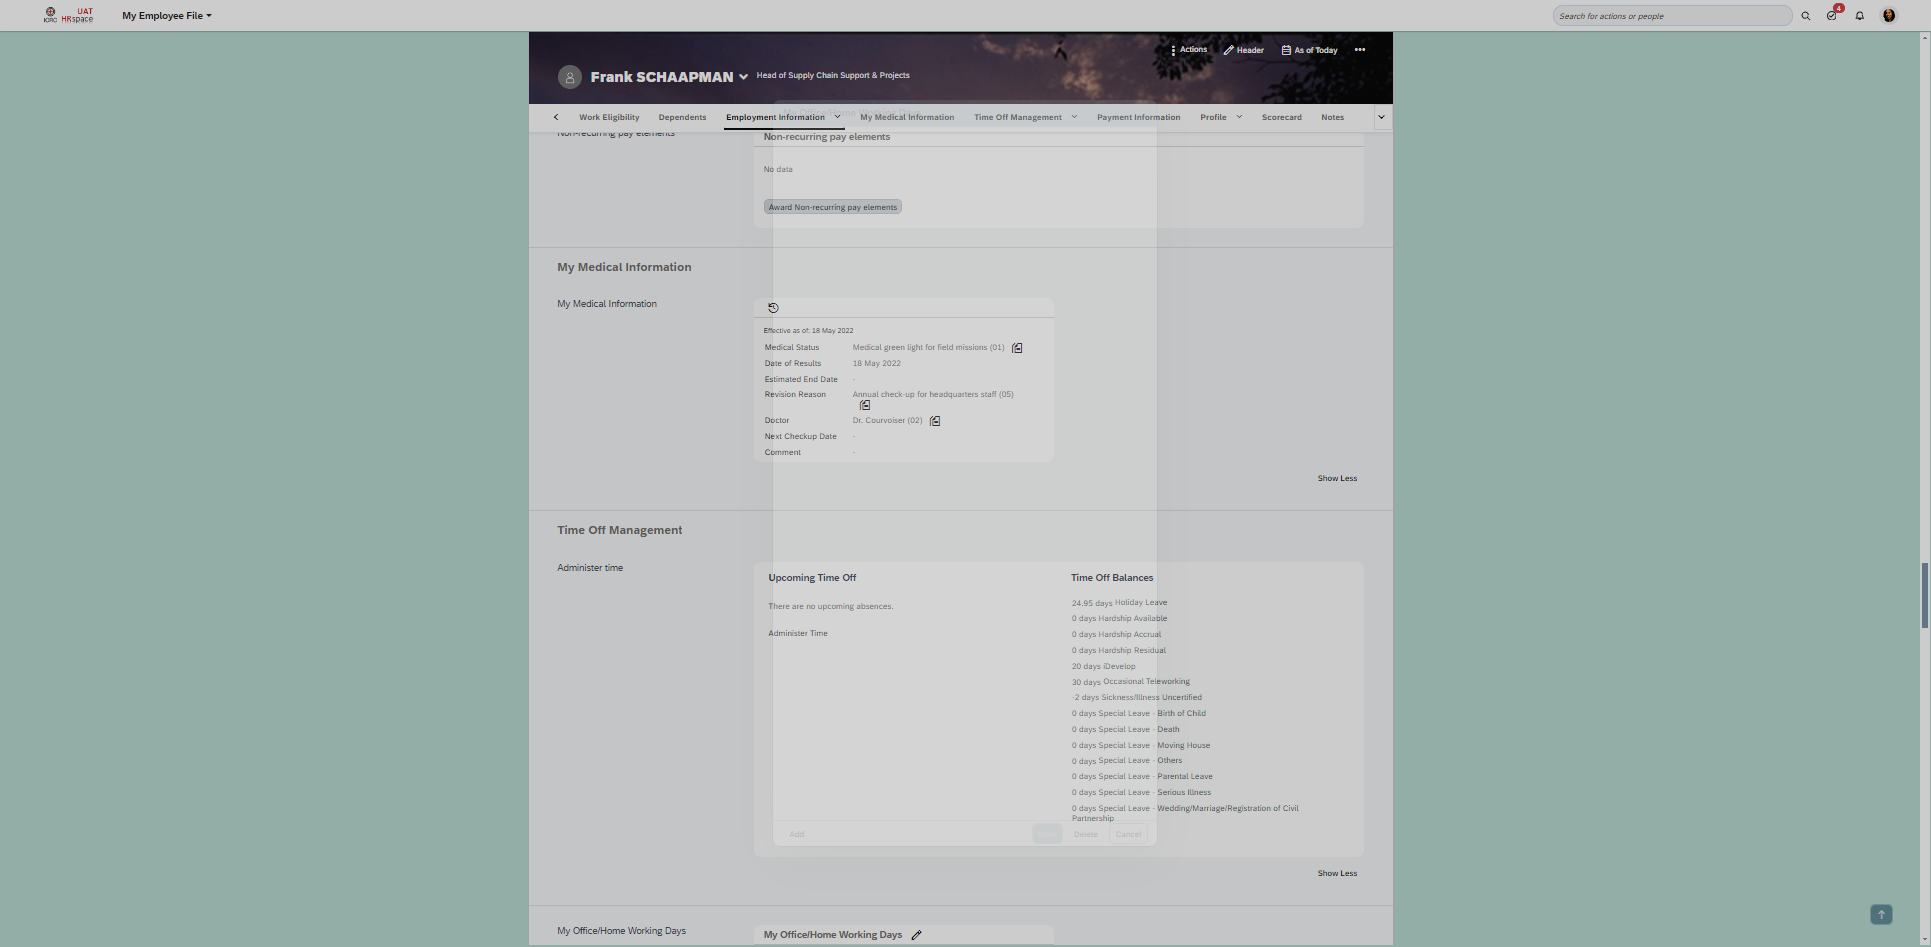 ICRC
UAT
HRspace
My Employee File
Search for actions or people
4
Actions
Header
As of Today
Frank SCHAAPMAN
Head of Supply Chain Support & Projects
Work Eligibility
Dependents
Employment Information
My Medical Information
Time Off Management
Payment Information
Profile
Scorecard
Notes
My Office/Home Working Days
Non-recurring pay elements
Non-recurring pay elements
No data
Award Non-recurring pay elements
My Medical Information
My Medical Information
Effective as of: 18 May 2022
Medical Status Medical green light for field missions (01)
Date of Results 18 May 2022
Estimated End Date -
Revision Reason Annual check-up for headquarters staff (05)
Doctor Dr. Courvoiser (02)
Next Checkup Date -
Comment -
Show Less
Time Off Management
Administer time
Upcoming Time Off
There are no upcoming absences.
Administer Time
Time Off Balances
24.95 days Holiday Leave
0 days Hardship Available
0 days Hardship Accrual
0 days Hardship Residual
20 days iDevelop
30 days Occasional Teleworking
-2 days Sickness/Illness Uncertified
0 days Special Leave - Birth of Child
0 days Special Leave - Death
0 days Special Leave - Moving House
0 days Special Leave - Others
0 days Special Leave - Parental Leave
0 days Special Leave - Serious Illness
0 days Special Leave - Wedding/Marriage/Registration of Civil
Partnership
Add
Delete
Cancel
Show Less
My Office/Home Working Days
My Office/Home Working Days